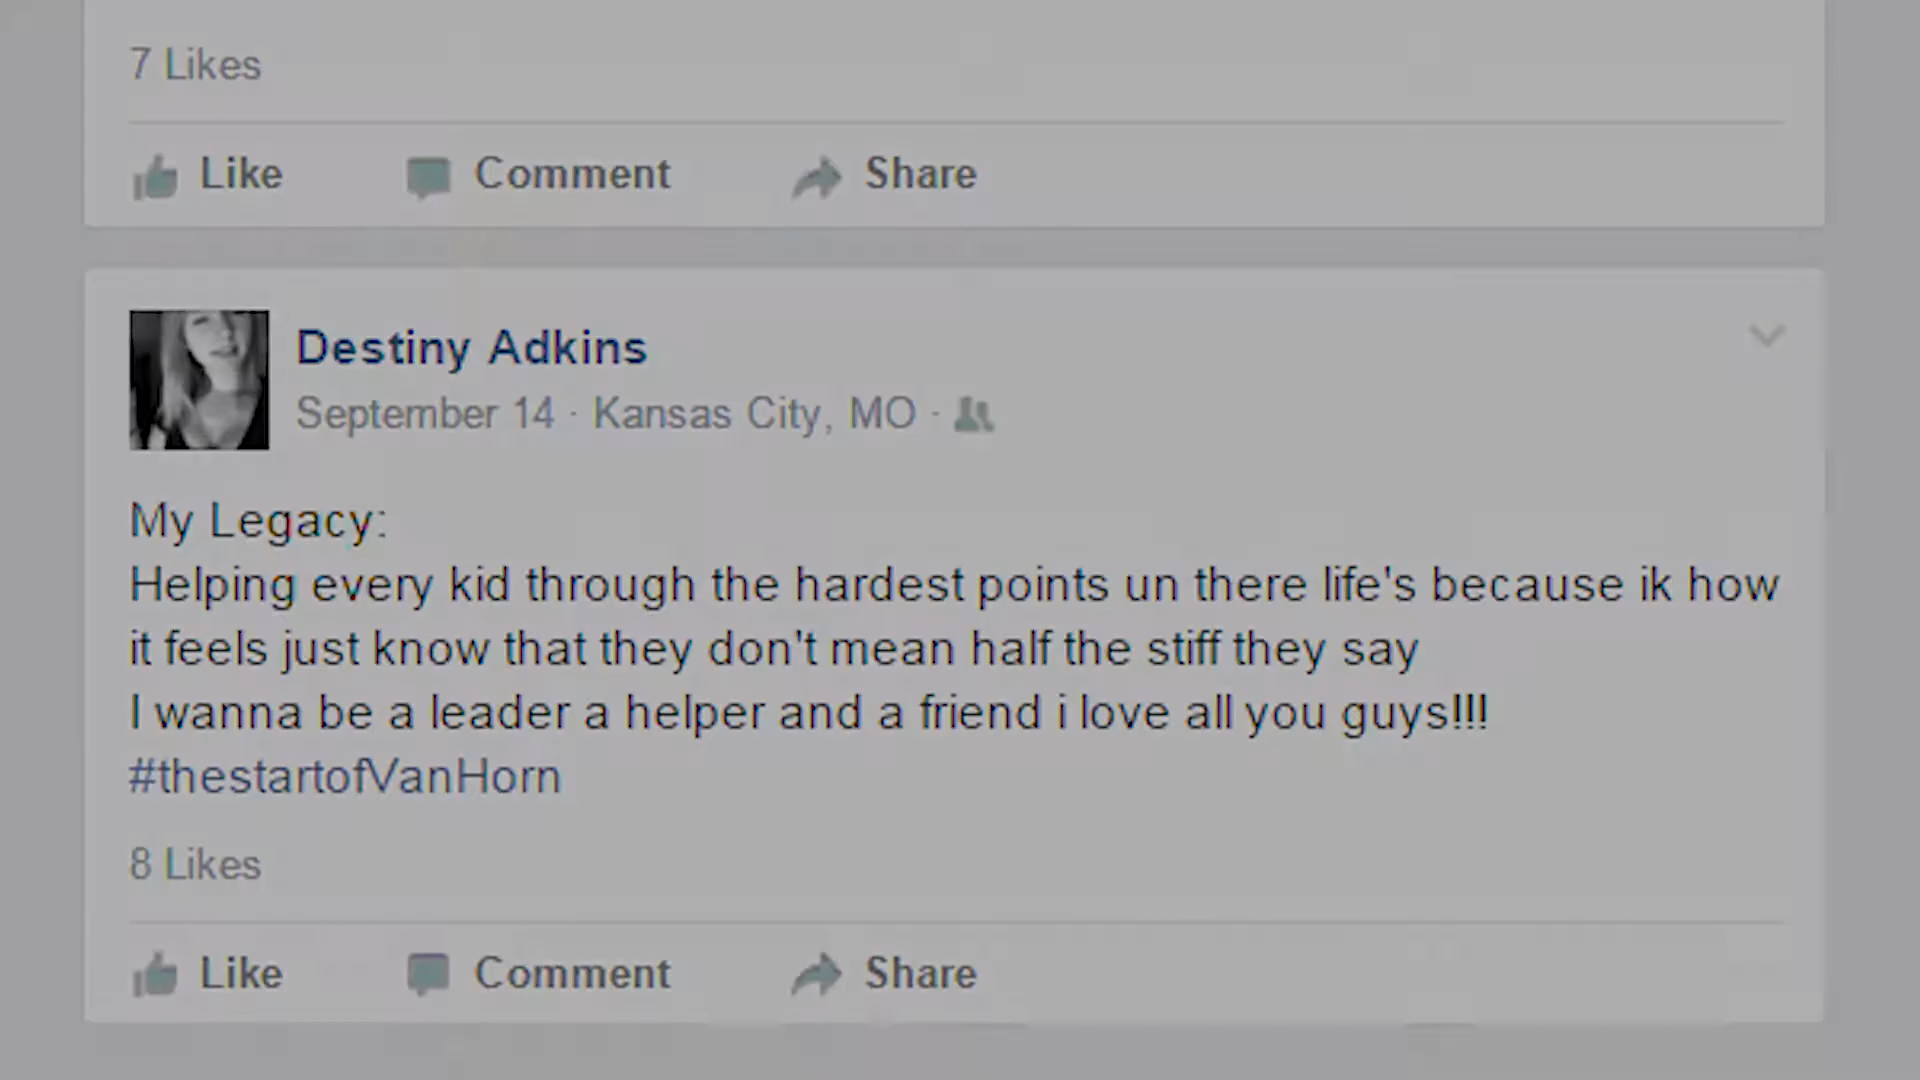 7 Likes
Like Comment Share
Destiny Adkins
September 14 · Kansas City, MO ·
My Legacy:
Helping every kid through the hardest points un there life's because ik how
it feels just know that they don't mean half the stiff they say
I wanna be a leader a helper and a friend i love all you guys!!!
#thestartofVanHorn
8 Likes
Like Comment Share